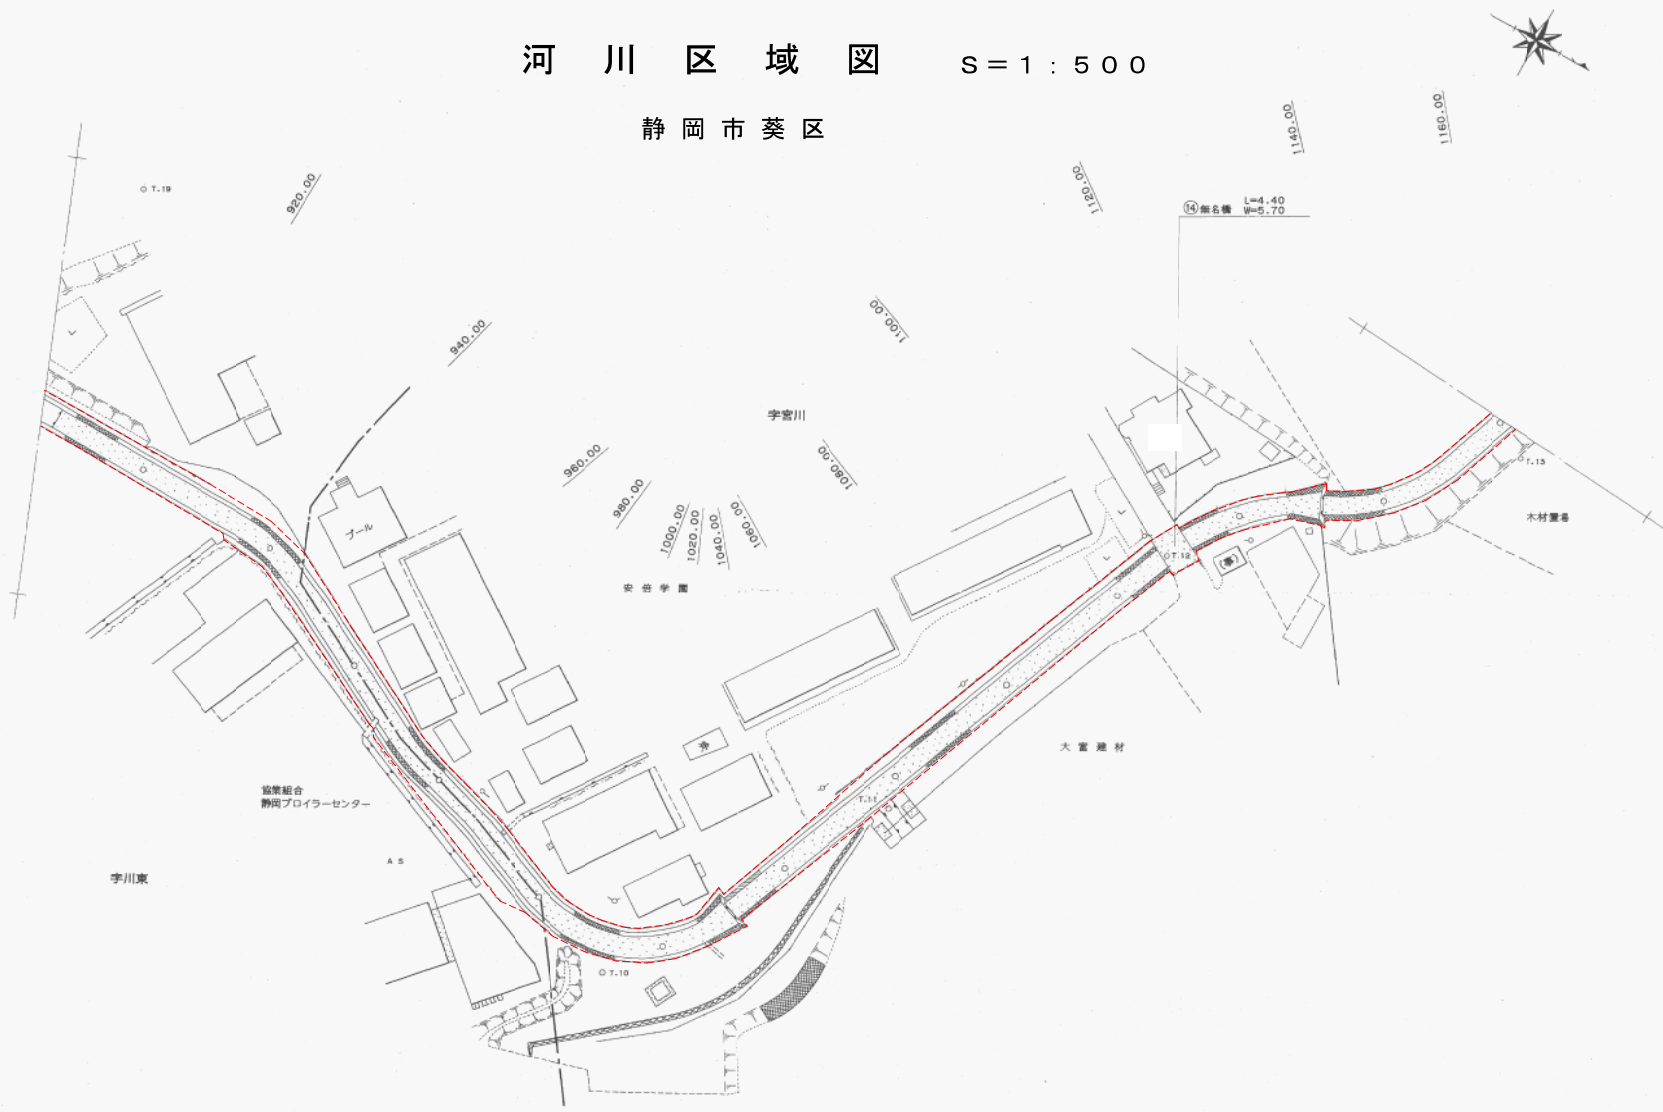 河川区域図 S=1:500
静岡市葵区
1160.00
1140.00
1120.00
T.19
920.00
⑭無名橋 L=4.40
W=5.70
940.00
1100.00
字宮川
960.00
1080.00
980.00
1000.00
1020.00
1040.00
1060.00
プール
安倍学園
L
L
L
T.13
木材置場
T.12
大富建材
協業組合
静岡ブロイラーセンター
T.11
AS
字川東
T.10